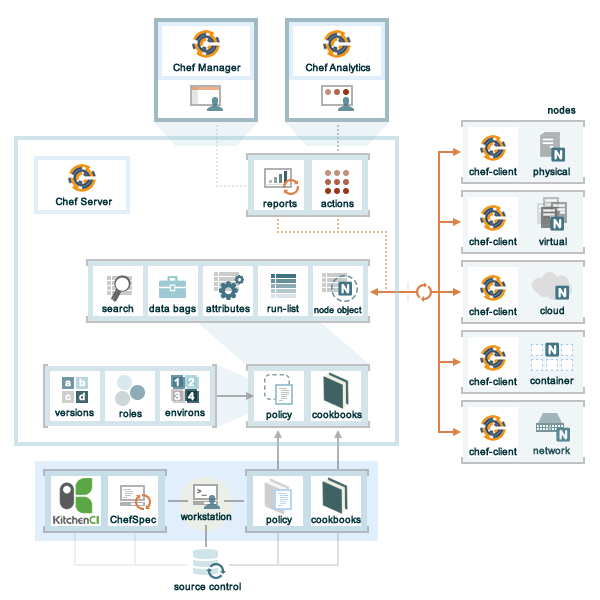 Chef Manager
Chef Analytics
nodes
Chef Server
reports
actions
chef-client
physical
chef-client
virtual
chef-client
cloud
chef-client
container
chef-client
network
search
data bags
attributes
run-list
node object
N
N
N
N
N
N
a b
c d
versions
roles
1 2
3 4
environs
policy
cookbooks
KitchenCI
ChefSpec
>_
workstation
policy
cookbooks
source control